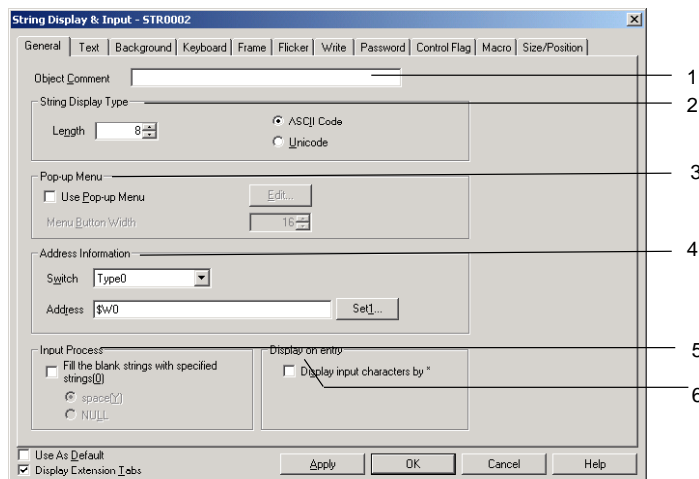 String Display & Input - STR0002
General Text Background Keyboard Frame Flicker Write Password Control Flag Macro Size/Position
Object Comment 1
String Display Type 2
Length 8 ASCII Code
Unicode
Pop-up Menu 3
Use Pop-up Menu Edit...
Menu Button Width 16
Address Information 4
Switch Type0
Address $W0 Set1...
Input Process Display on entry 5
Fill the blank strings with specified strings(0) Display input characters by * 6
space(Y)
NULL
Use As Default
Display Extension Tabs Apply OK Cancel Help